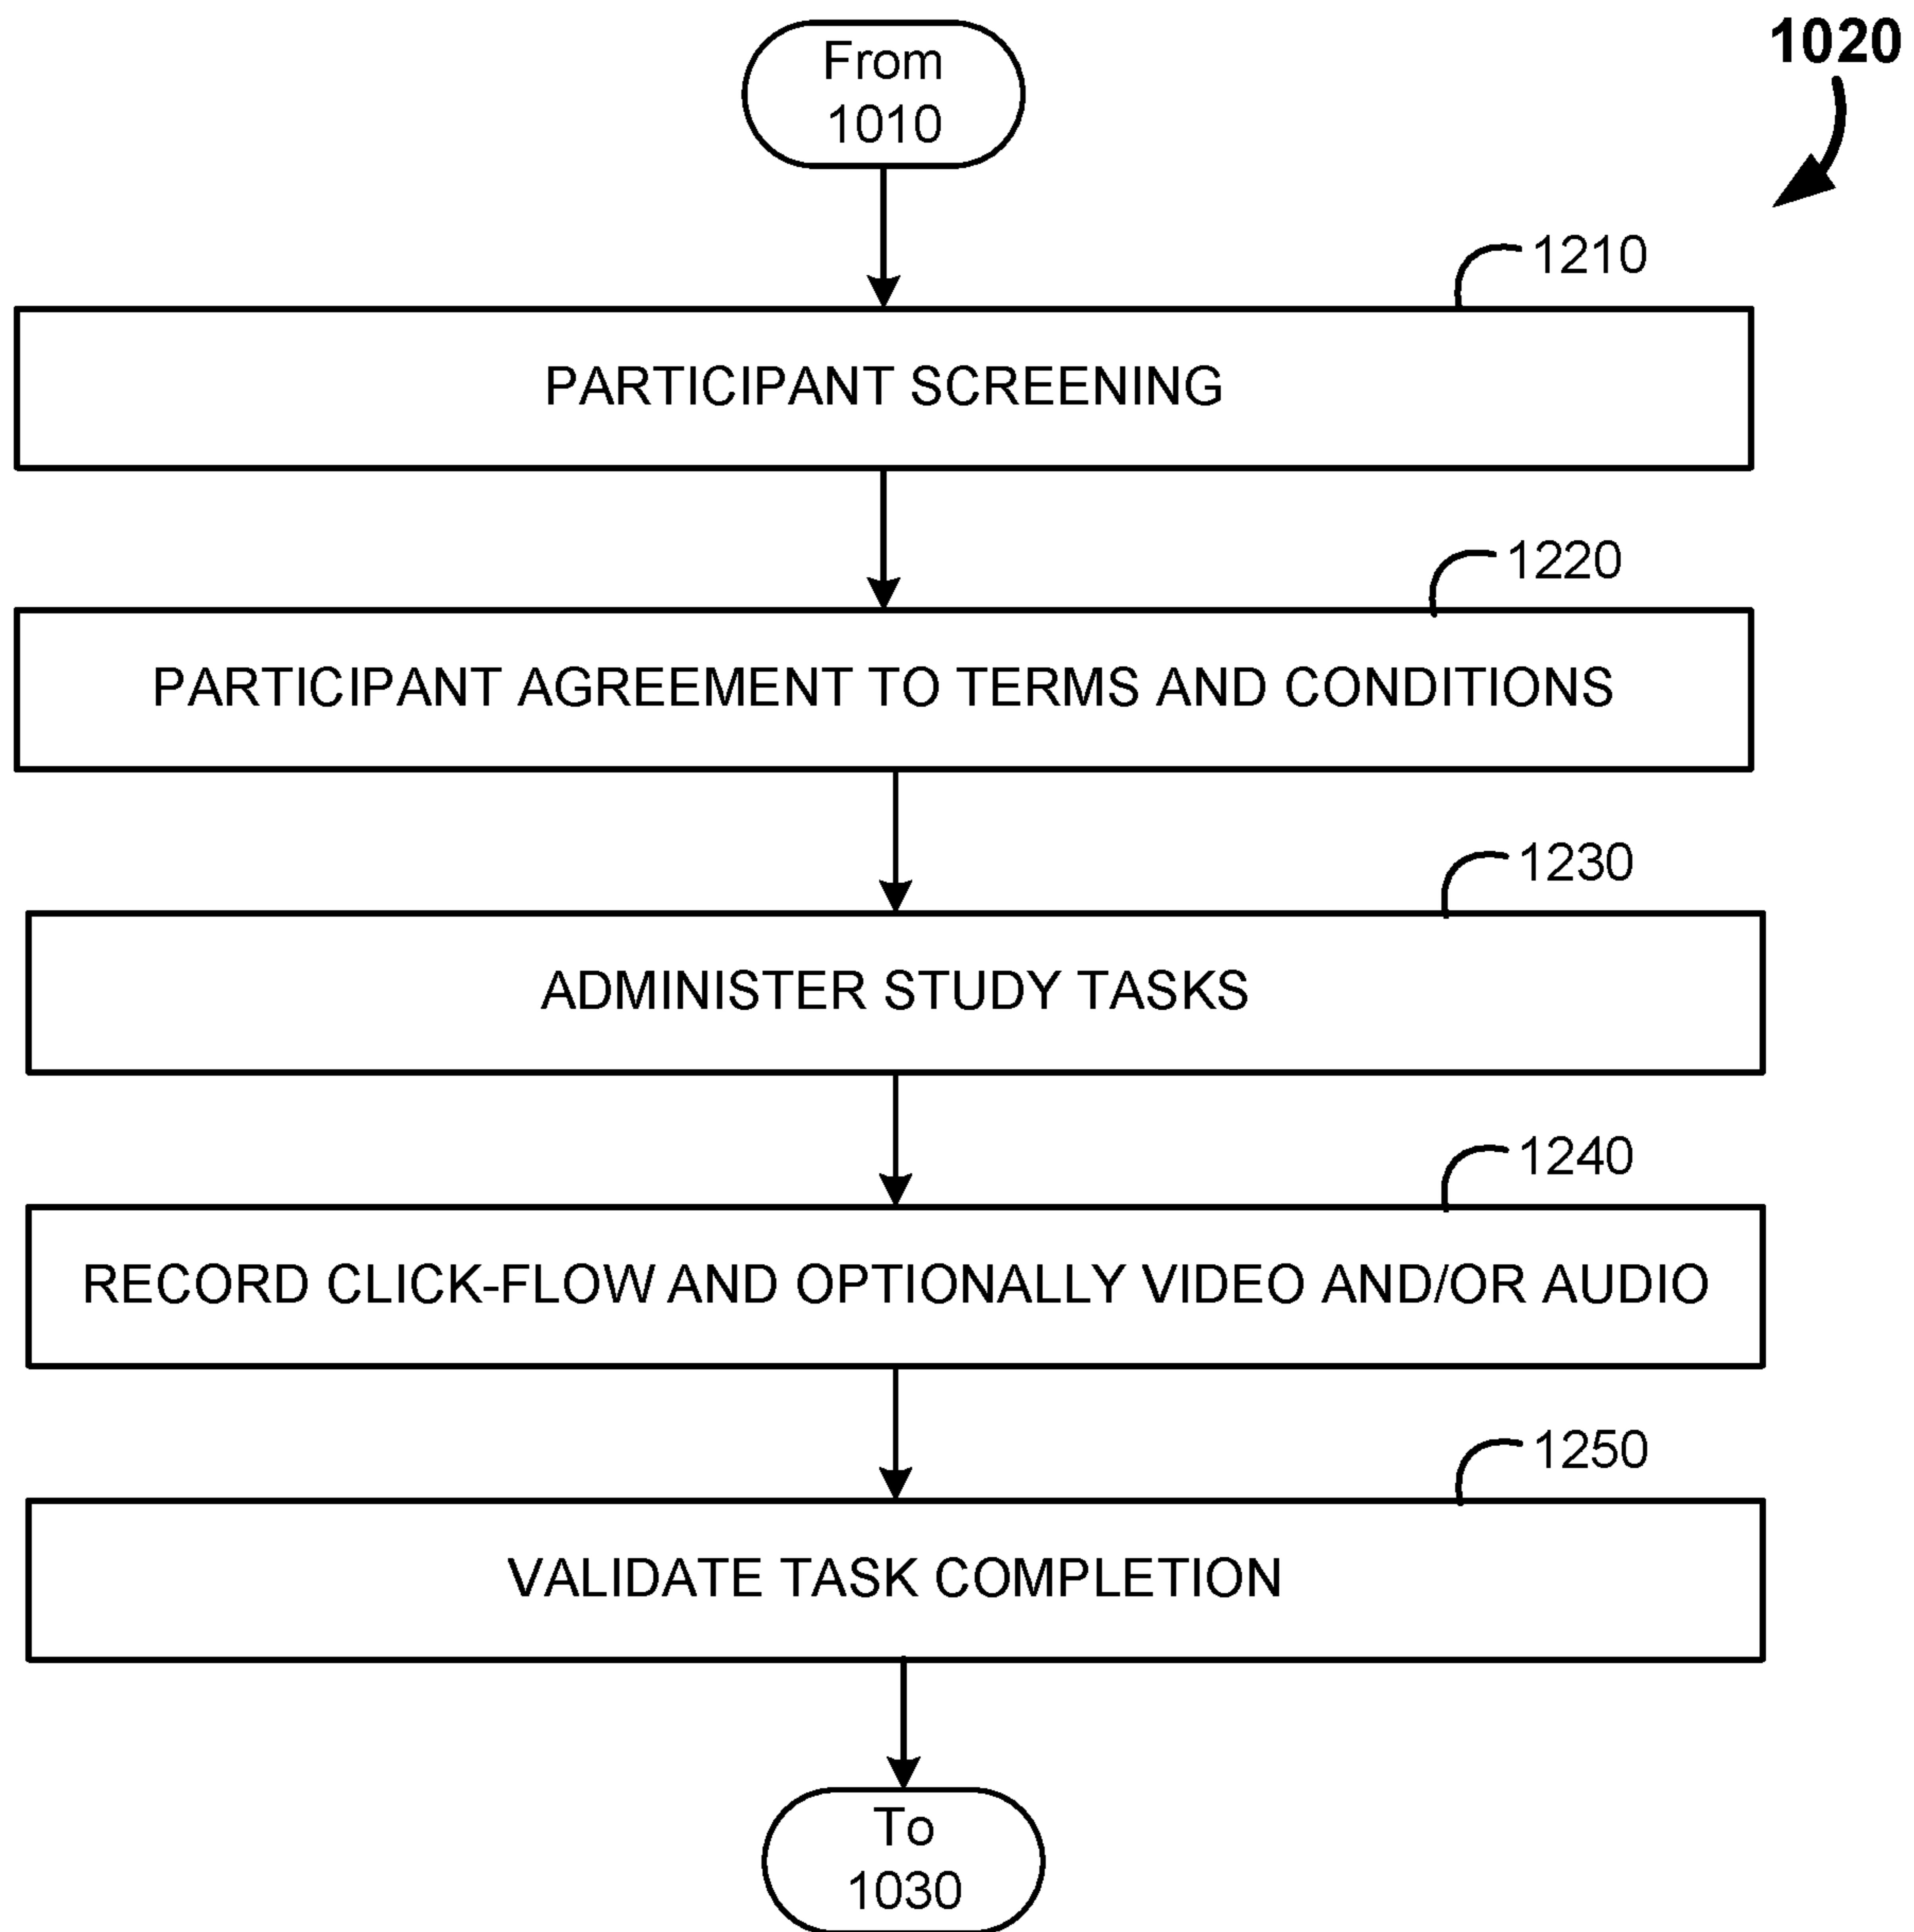 1020
From
1010
1210
PARTICIPANT SCREENING
1220
PARTICIPANT AGREEMENT TO TERMS AND CONDITIONS
1230
ADMINISTER STUDY TASKS
1240
RECORD CLICK-FLOW AND OPTIONALLY VIDEO AND/OR AUDIO
1250
VALIDATE TASK COMPLETION
To
1030